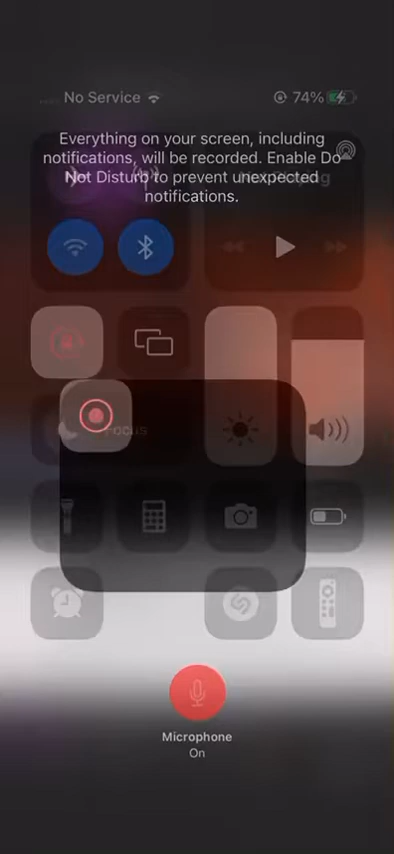 No Service
74%
Everything on your screen, including
notifications, will be recorded. Enable Do
Not Disturb to prevent unexpected
notifications.
Focus
Microphone
On